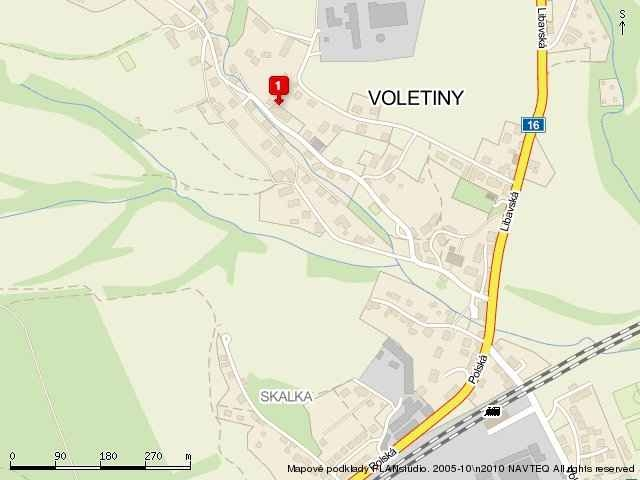 Libavská
S
1
VOLETINY
16
Libavská
Polská
SKALKA
Polská
0 90 180 270 m
Mapové podklady PLANstudio. 2005-10\n2010 NAVTEQ All rights reserved